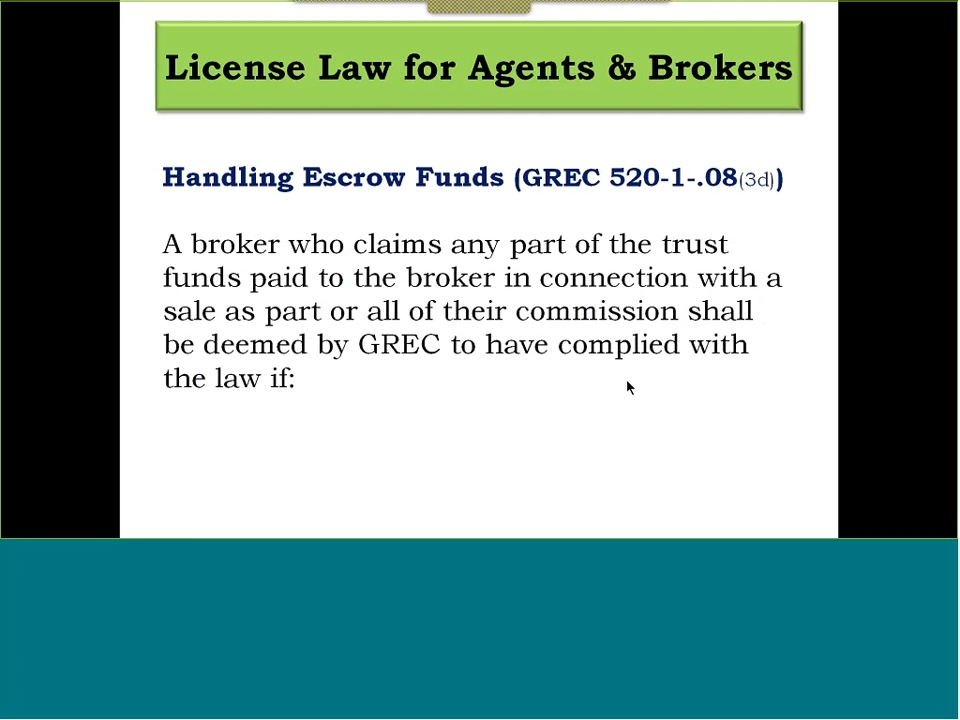 License Law for Agents & Brokers
Handling Escrow Funds (GREC 520-1-.08(3d))
A broker who claims any part of the trust
funds paid to the broker in connection with a
sale as part or all of their commission shall
be deemed by GREC to have complied with
the law if: